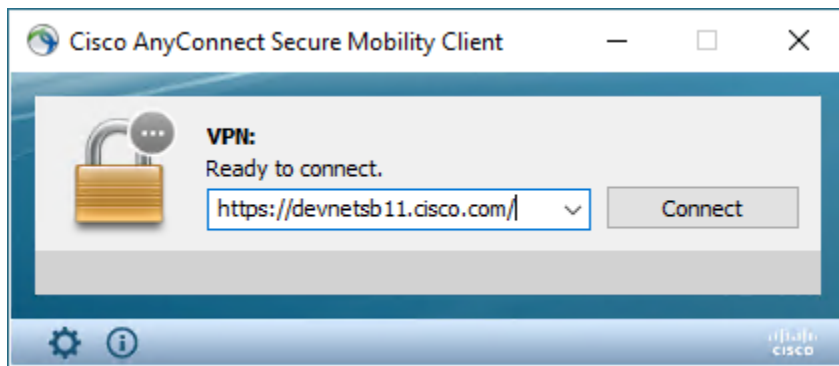 Cisco AnyConnect Secure Mobility Client
VPN:
Ready to connect.
https://devnetsb11.cisco.com/
Connect
CISCO